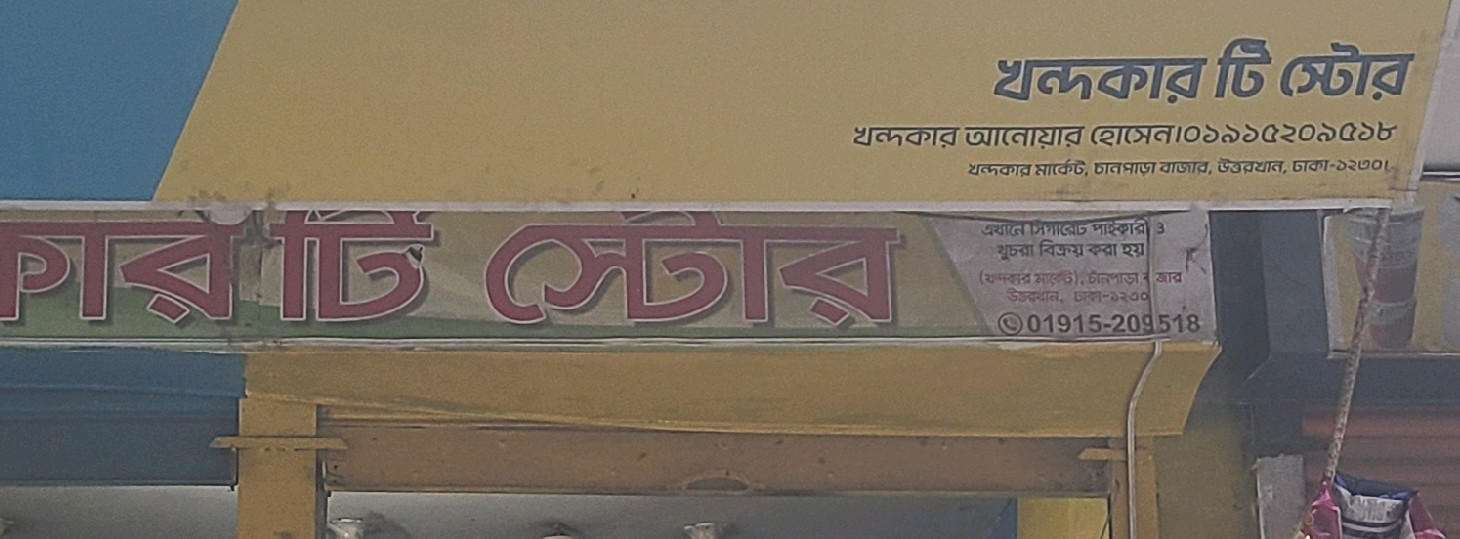 খন্দকার টি স্টোর
খন্দকার আনোয়ার হোসেন।০১৯১৫২০৯৫১৮
খন্দকার মার্কেট, চানপাড়া বাজার, উত্তরখান, ঢাকা-১২৩০।
কার টি স্টোর
এখানে সিগারেট পাইকারী ও
খুচরা বিক্রয় করা হয়
(খন্দকার মার্কেট), চাঁনপাড়া বাজার
উত্তরখান, ঢাকা-১২৩০
01915-209518